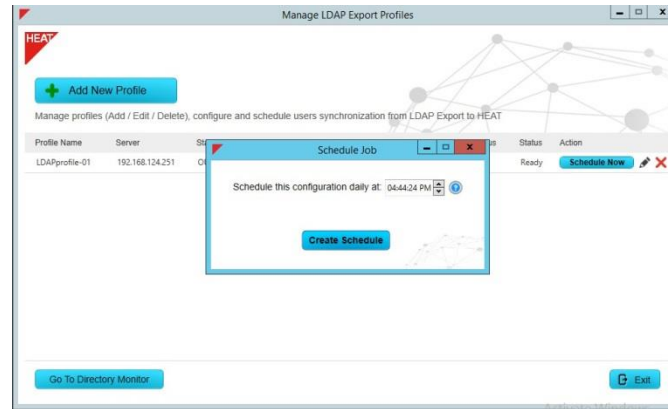 Manage LDAP Export Profiles
HEAT
Add New Profile
Manage profiles (Add / Edit / Delete), configure and schedule users synchronization from LDAP Export to HEAT
Profile Name Server Status Action
LDAPprofile-01 192.168.124.251 Ready Schedule Now
Schedule Job
Schedule this configuration daily at: 04:44:24 PM
Create Schedule
Go To Directory Monitor Exit